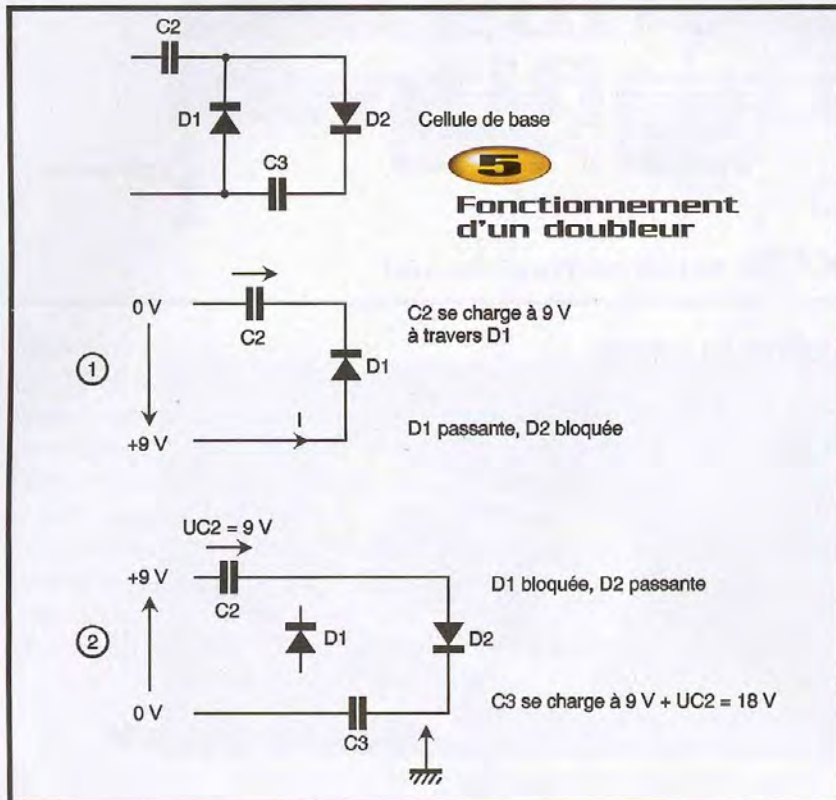 C2
D1
D2
Cellule de base
C3
5
Fonctionnement
d'un doubleur
0 V
C2
C2 se charge à 9 V
à travers D1
1
D1
+9 V
I
D1 passante, D2 bloquée
UC2 = 9 V
+9 V
C2
D1 bloquée, D2 passante
2
D1
D2
0 V
C3
C3 se charge à 9 V + UC2 = 18 V